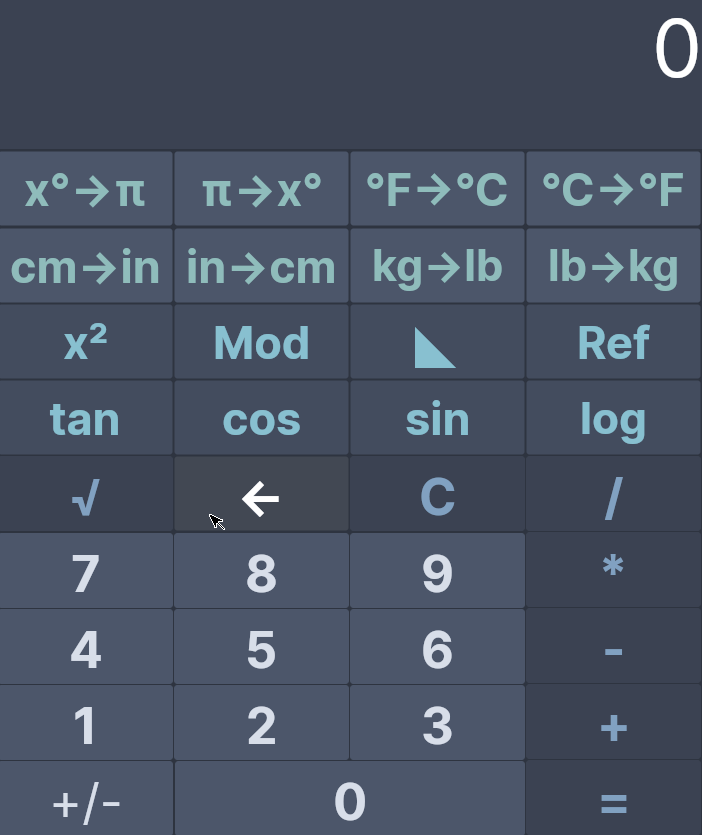 0
x°→π π→x° °F→°C °C→°F
cm→in in→cm kg→lb lb→kg
x² Mod ◣ Ref
tan cos sin log
√ ← C /
7 8 9 *
4 5 6 -
1 2 3 +
+/- 0 =